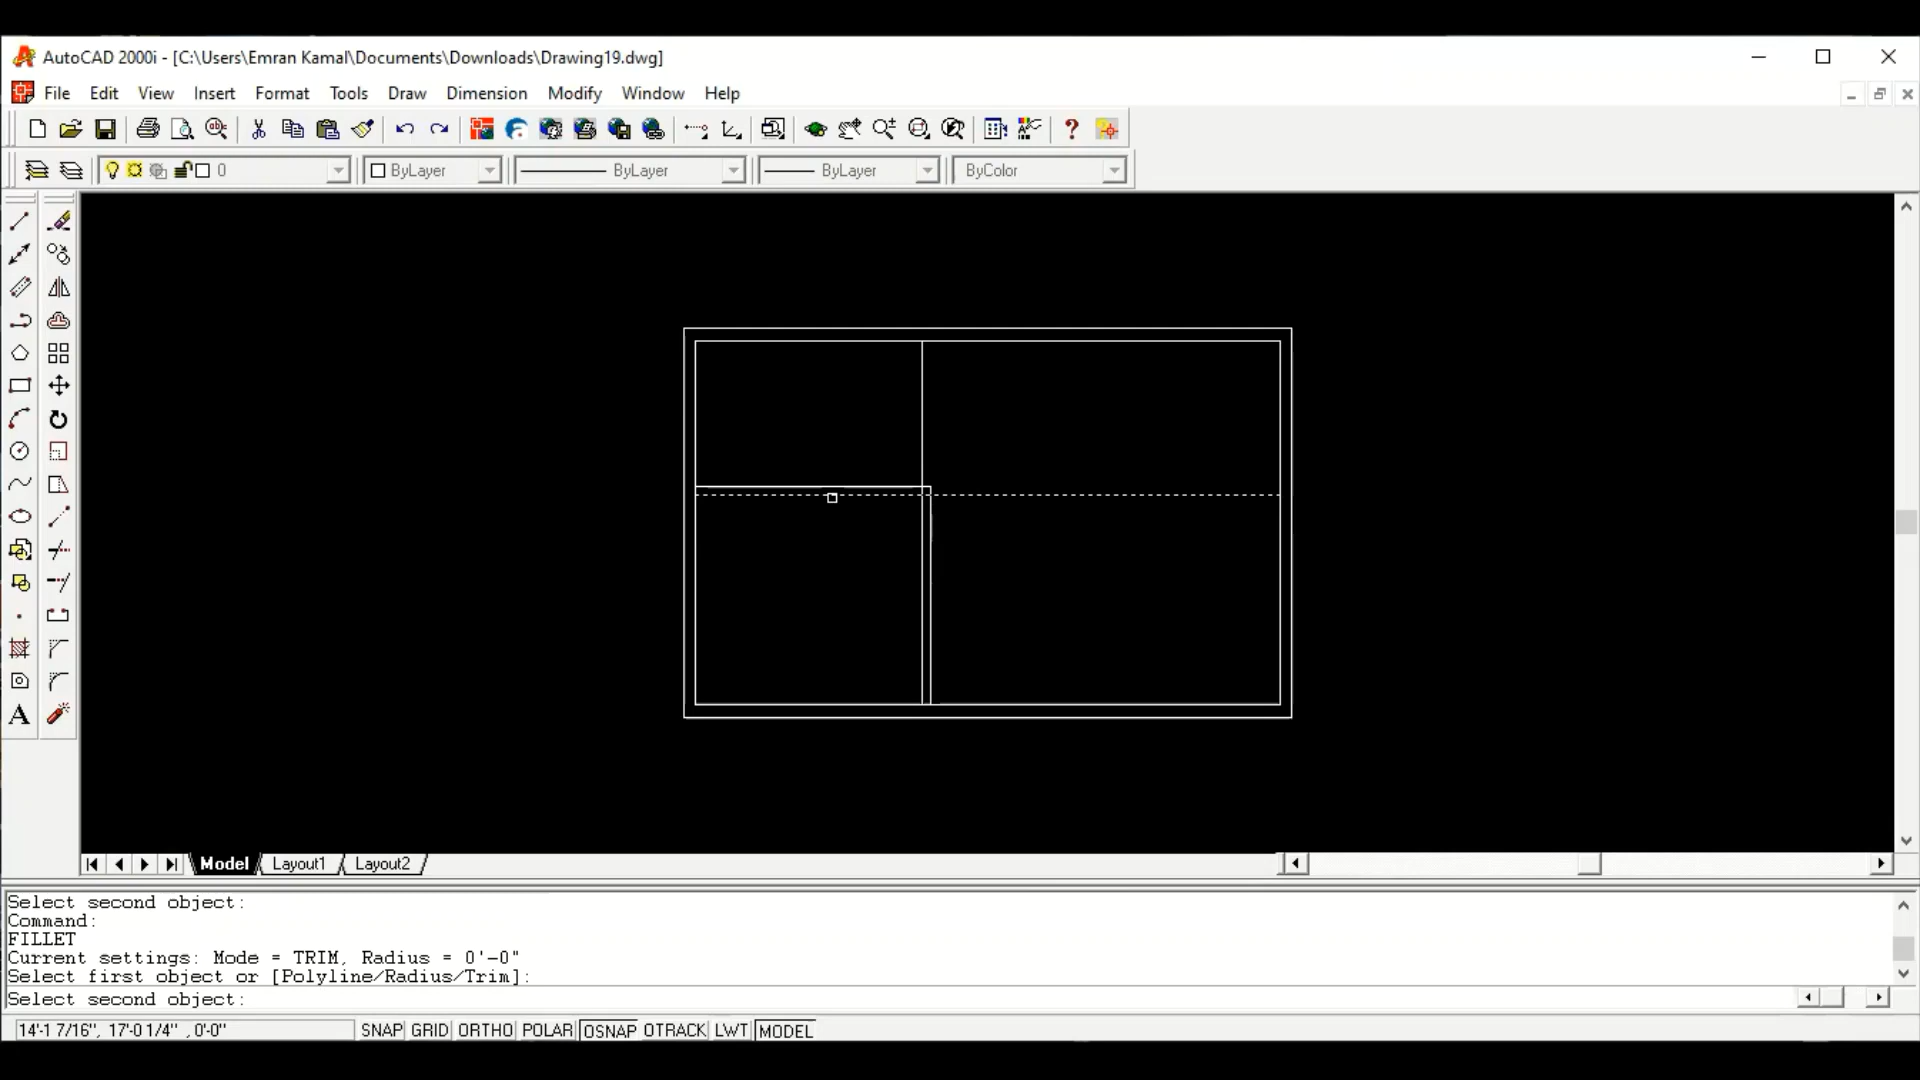 AutoCAD 2000i - [C:\Users\Emran Kamal\Documents\Downloads\Drawing19.dwg]
File Edit View Insert Format Tools Draw Dimension Modify Window Help
0 ByLayer ByLayer ByLayer ByColor
A
Model Layout1 Layout2
Select second object:
Command:
FILLET
Current settings: Mode = TRIM, Radius = 0'-0"
Select first object or [Polyline/Radius/Trim]:
Select second object:
14'-1 7/16", 17'-0 1/4" , 0'-0" SNAP GRID ORTHO POLAR OSNAP OTRACK LWT MODEL